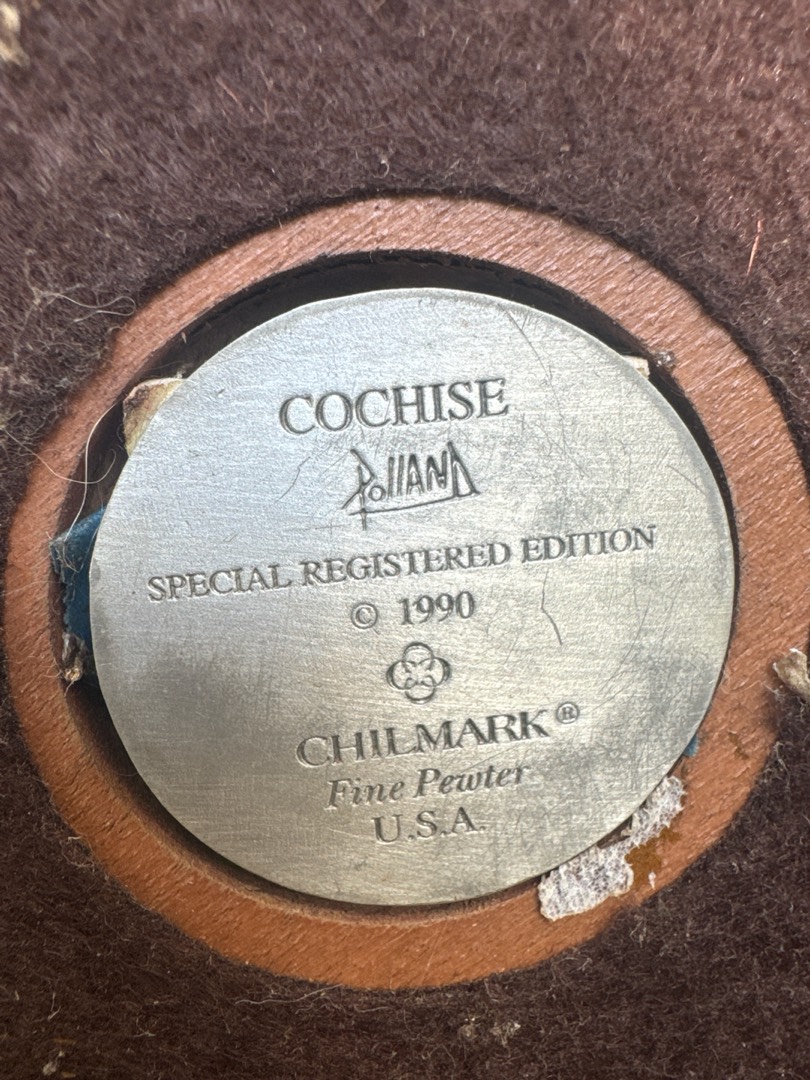 COCHISE
Polland
SPECIAL REGISTERED EDITION
© 1990
CHILMARK®
Fine Pewter
U.S.A.